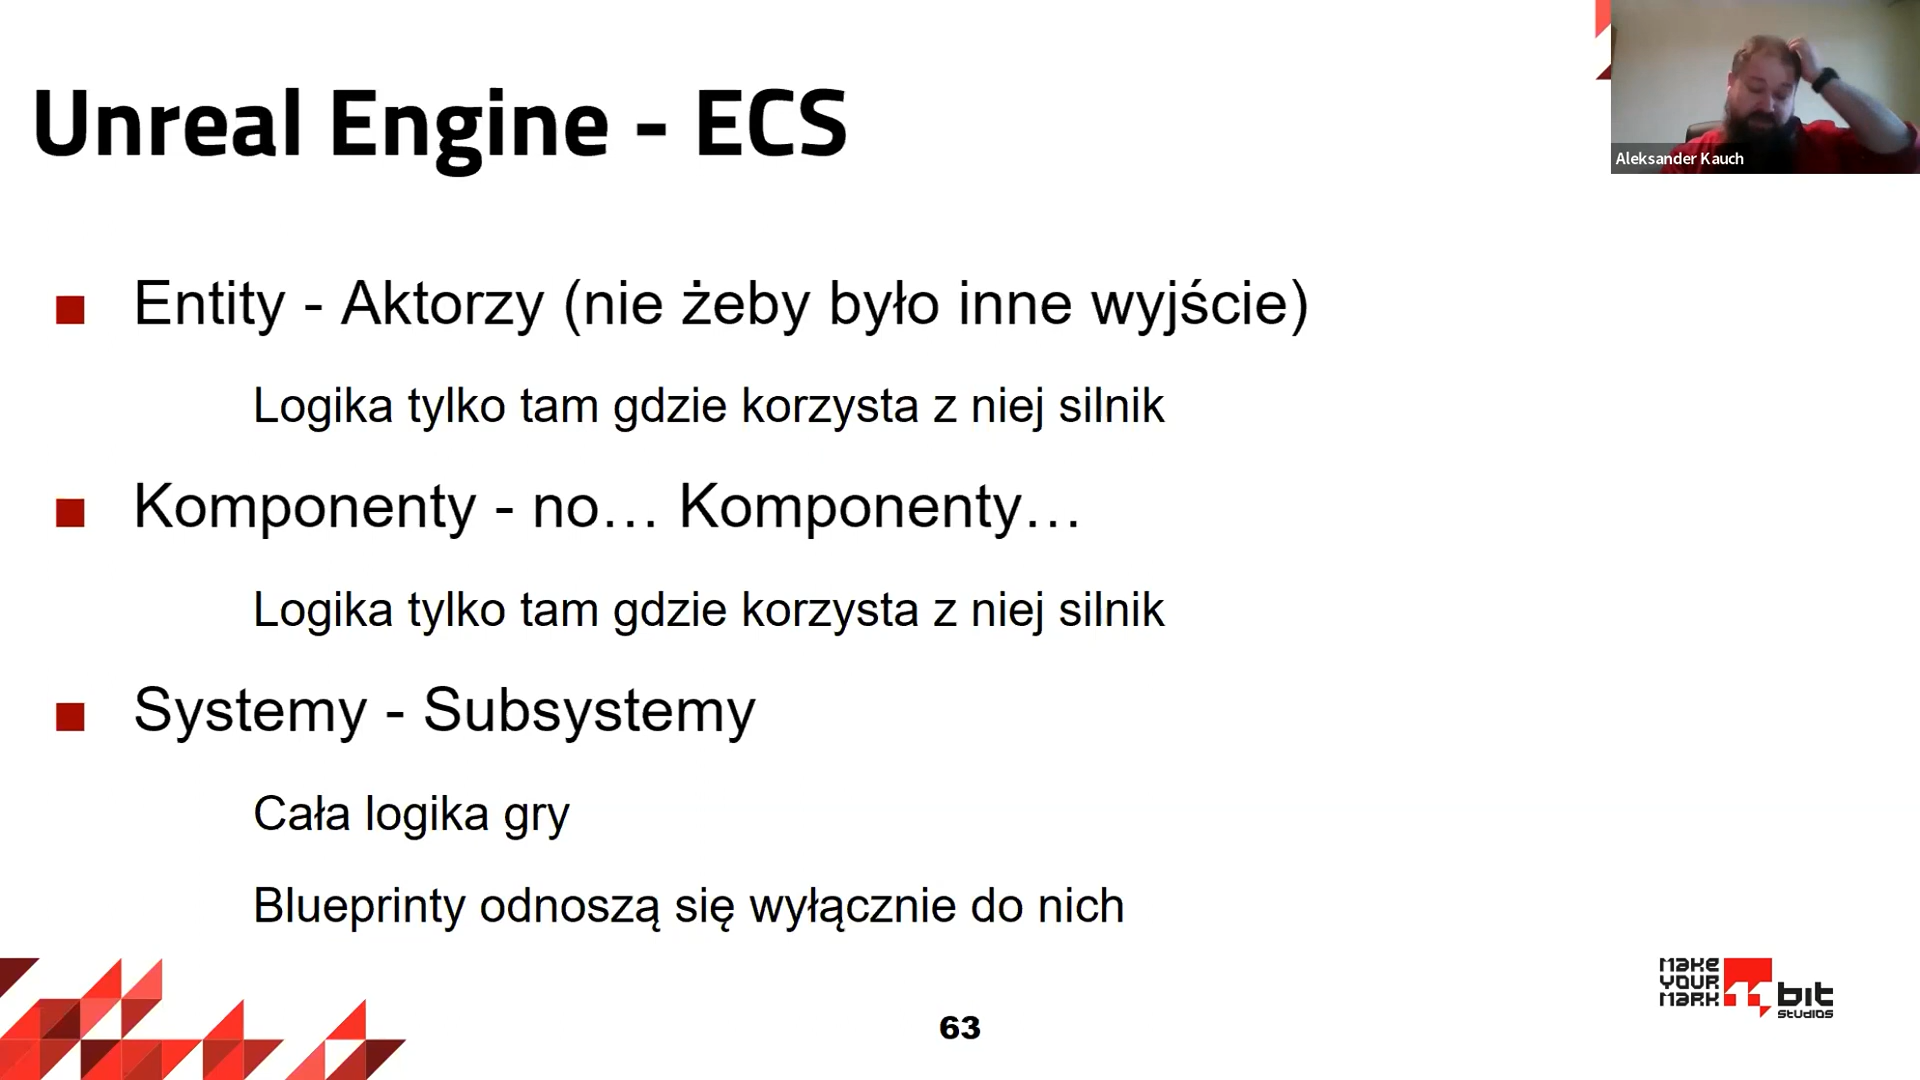 Unreal Engine - ECS
Aleksander Kauch
Entity - Aktorzy (nie żeby było inne wyjście)
Logika tylko tam gdzie korzysta z niej silnik
Komponenty - no… Komponenty…
Logika tylko tam gdzie korzysta z niej silnik
Systemy - Subsystemy
Cała logika gry
Blueprinty odnoszą się wyłącznie do nich
MAKE
YOUR
MARK
11 bit
STUDIOS
63